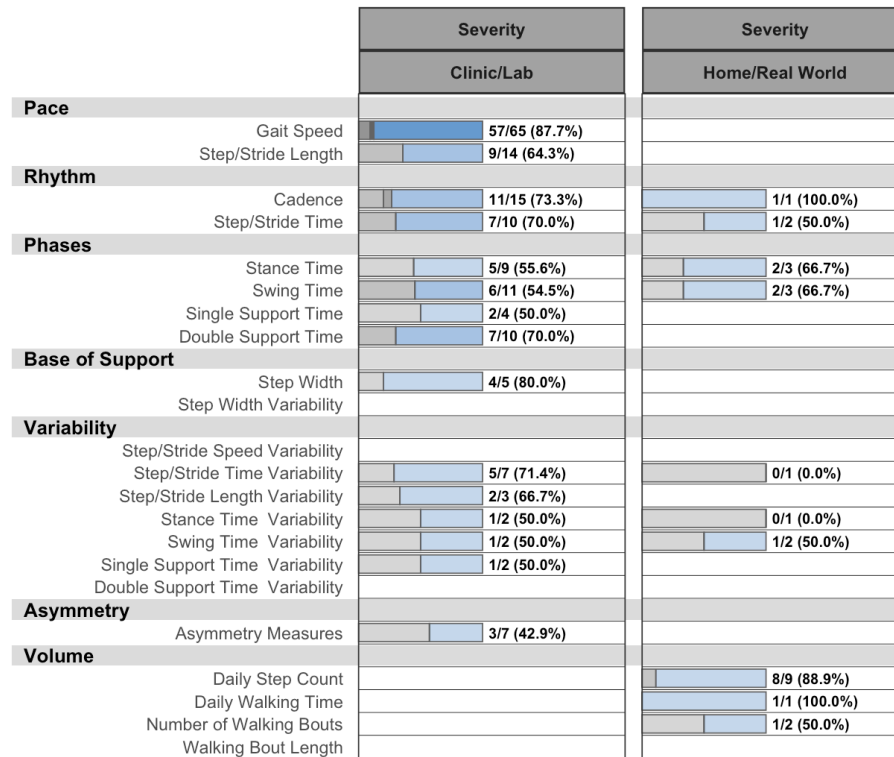 Severity Severity
Clinic/Lab Home/Real World
Pace
Gait Speed 57/65 (87.7%)
Step/Stride Length 9/14 (64.3%)
Rhythm
Cadence 11/15 (73.3%) 1/1 (100.0%)
Step/Stride Time 7/10 (70.0%) 1/2 (50.0%)
Phases
Stance Time 5/9 (55.6%) 2/3 (66.7%)
Swing Time 6/11 (54.5%) 2/3 (66.7%)
Single Support Time 2/4 (50.0%)
Double Support Time 7/10 (70.0%)
Base of Support
Step Width 4/5 (80.0%)
Step Width Variability
Variability
Step/Stride Speed Variability
Step/Stride Time Variability 5/7 (71.4%) 0/1 (0.0%)
Step/Stride Length Variability 2/3 (66.7%)
Stance Time Variability 1/2 (50.0%) 0/1 (0.0%)
Swing Time Variability 1/2 (50.0%) 1/2 (50.0%)
Single Support Time Variability 1/2 (50.0%)
Double Support Time Variability
Asymmetry
Asymmetry Measures 3/7 (42.9%)
Volume
Daily Step Count 8/9 (88.9%)
Daily Walking Time 1/1 (100.0%)
Number of Walking Bouts 1/2 (50.0%)
Walking Bout Length